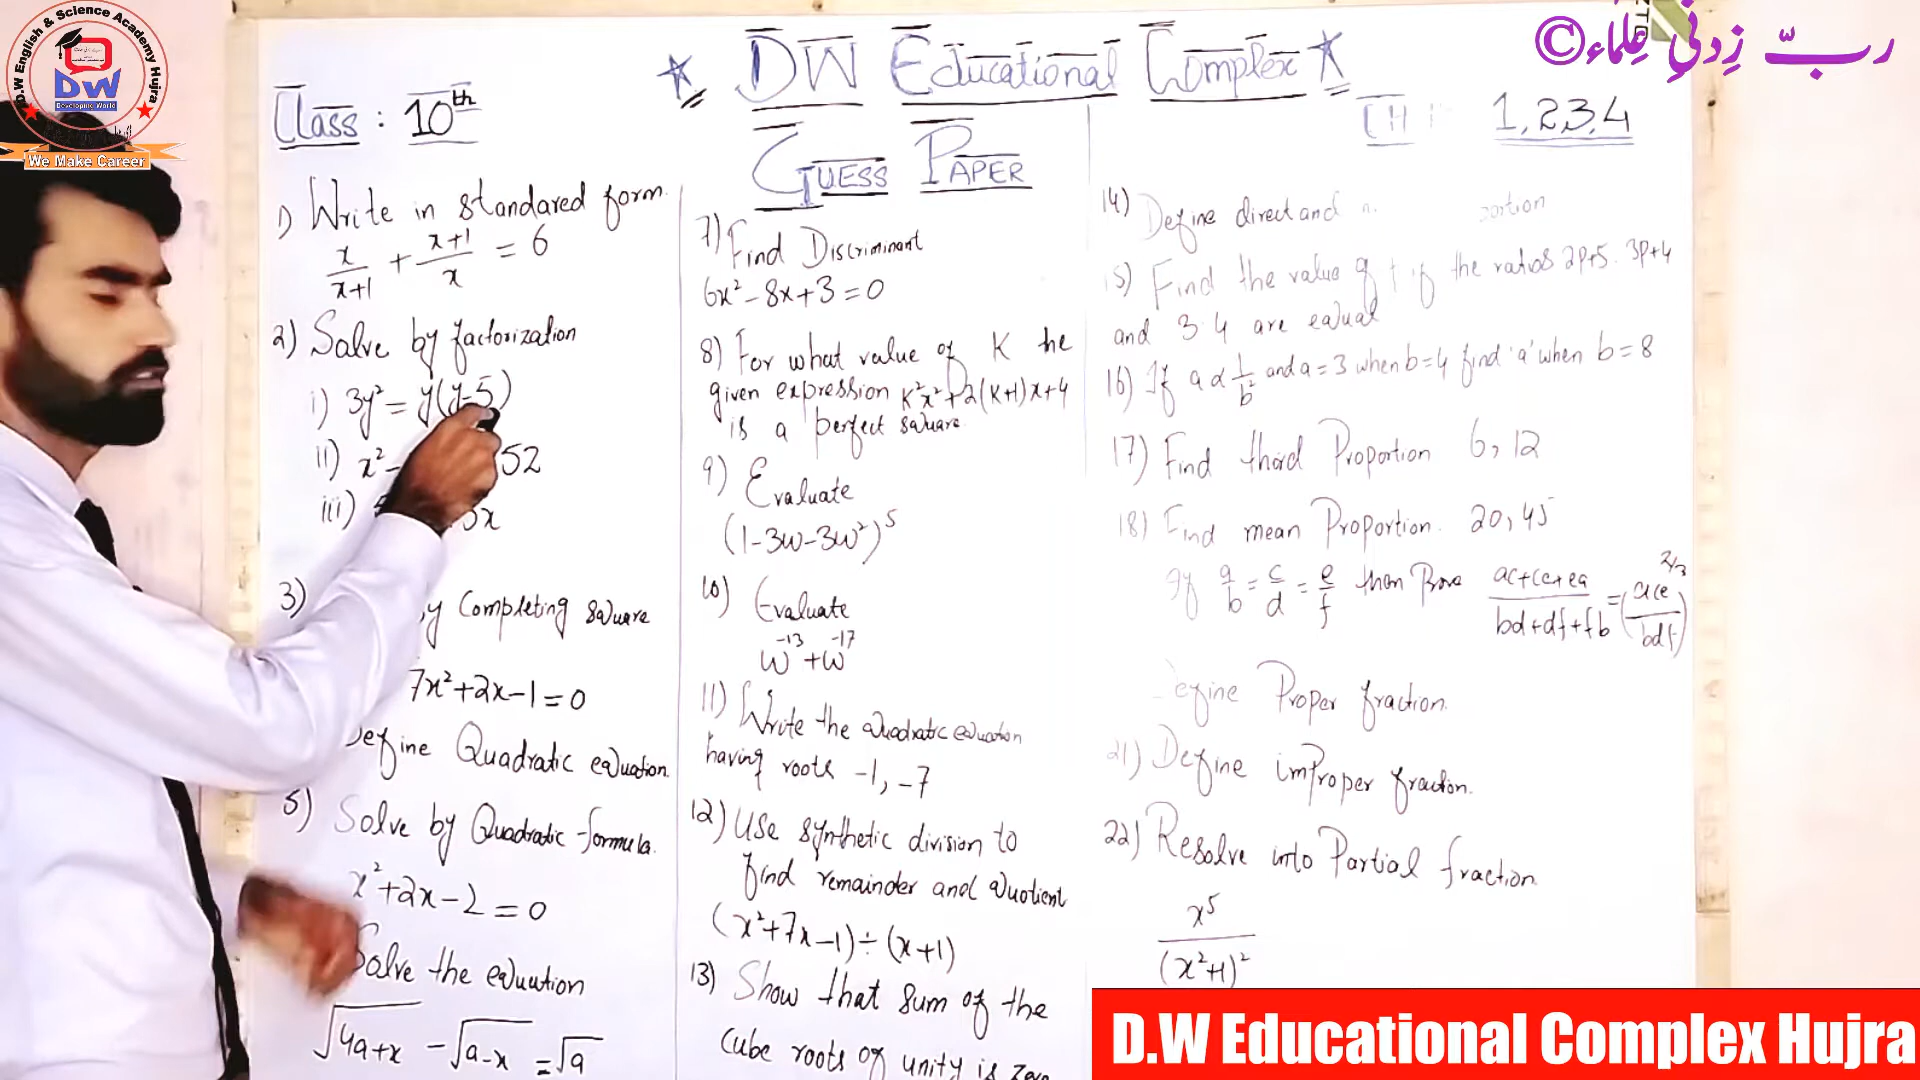 D.W English & Science Academy Hujra
DW
Developing World
We Make Career
ربّ زِدنیِ عِلماء©
DW Educational Complex
Class : 10th
CH 1,2,3,4
Guess Paper
1) Write in standared form.
x/x+1 + x+1/x = 6
2) Salve by factorization
i) 3y² = y(y-5)
ii) x² - 52
iii) x
3) y Completing square
7x²+2x-1=0
Define Quadratic equation.
5) Solve by Quadratic formula.
x²+2x-2=0
Salve the equation
√4a+x - √a-x = √a
7) Find Discriminant
6x²-8x+3=0
8) For what value of K he
given expression K²x²+2(K+1)x+4
is a perfect square.
9) Evaluate
(1-3w-3w²)⁵
10) Evaluate
w⁻¹³+w⁻¹⁷
11) Write the Quadratic equation
having roots -1, -7
12) Use synthetic division to
find remainder and Quotient
(x²+7x-1)÷(x+1)
13) Show that sum of the
cube roots of unity is
14) Define direct and
15) Find the value of if the ratios 2p+5. 3p+4
and 3.4 are equal
16) If a ∝ 1/b² and a=3 when b=4 find 'a' when b=8
17) Find third Proportion 6, 12
18) Find mean Proportion. 20, 45
If a/b = c/d = e/f then Prove ac+ce+ea/bd+df+fb = (ace/bdf)2/3
Define Proper fraction.
21) Define improper fraction.
22) Resolve into Partial fraction
x⁵/(x²+1)²
D.W Educational Complex Hujra